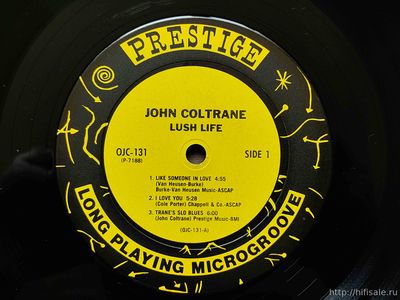 PRESTIGE
JOHN COLTRANE
LUSH LIFE
OJC-131
(P-7188)
SIDE 1
1. LIKE SOMEONE IN LOVE 4:55
(Van Heusen-Burke)
Burke-Van Heusen Music-ASCAP
2. I LOVE YOU 5:28
(Cole Porter) Chappell & Co.-ASCAP
3. TRANE'S SLO BLUES 6:00
(John Coltrane) Prestige Music-BMI
(OJC-131-A)
LONG PLAYING MICROGROOVE
http://hifisale.ru